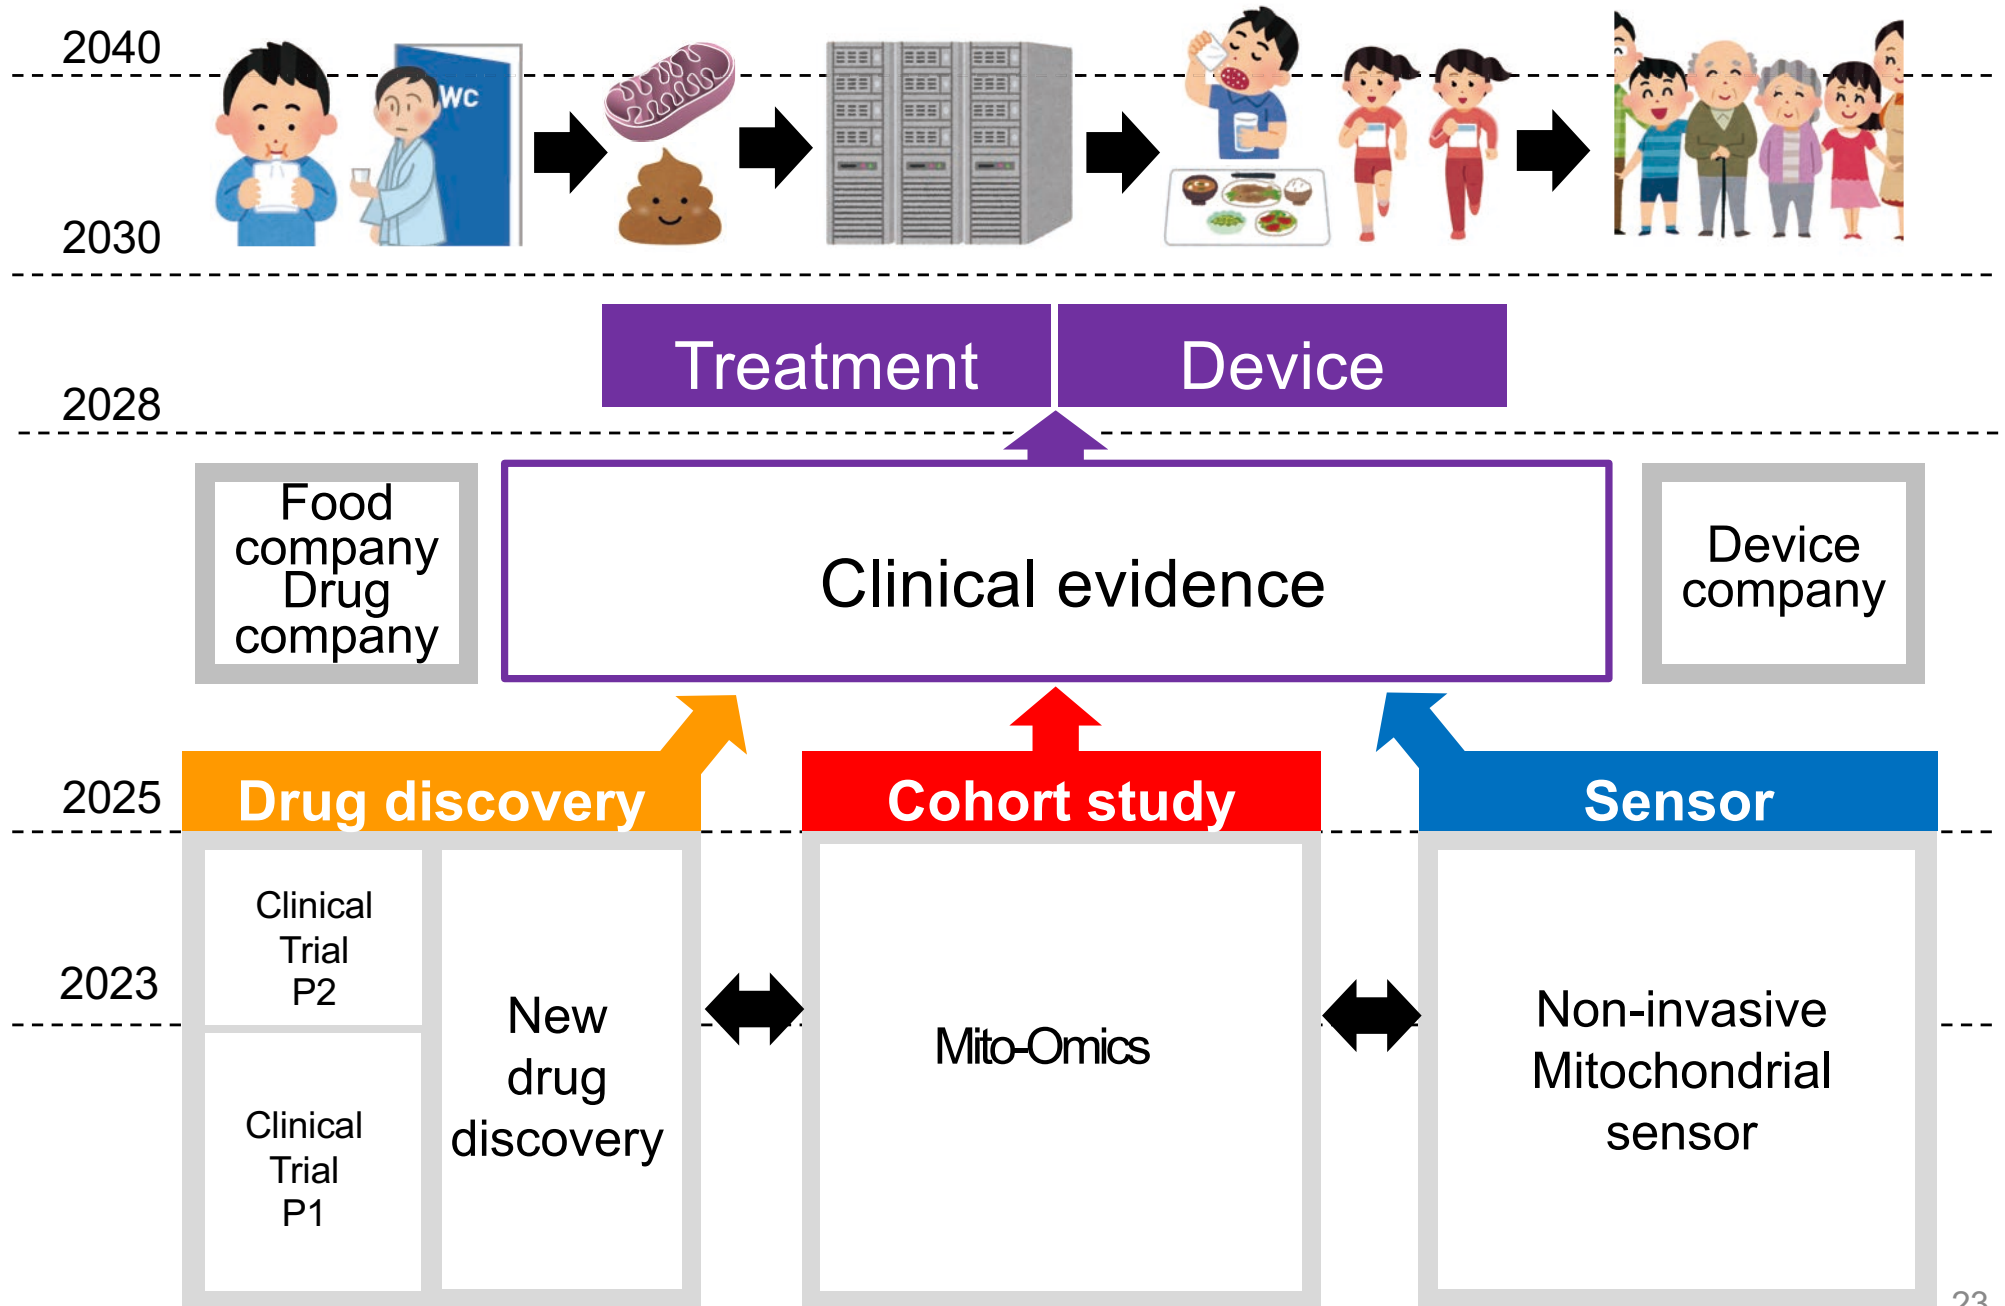 2040
WC
2030
Treatment
Device
2028
Food
company
Drug
company
Clinical evidence
Device
company
2025
Drug discovery
Cohort study
Sensor
Clinical
Trial
P2
2023
New
drug
discovery
Mito-Omics
Non-invasive
Mitochondrial
sensor
Clinical
Trial
P1
23